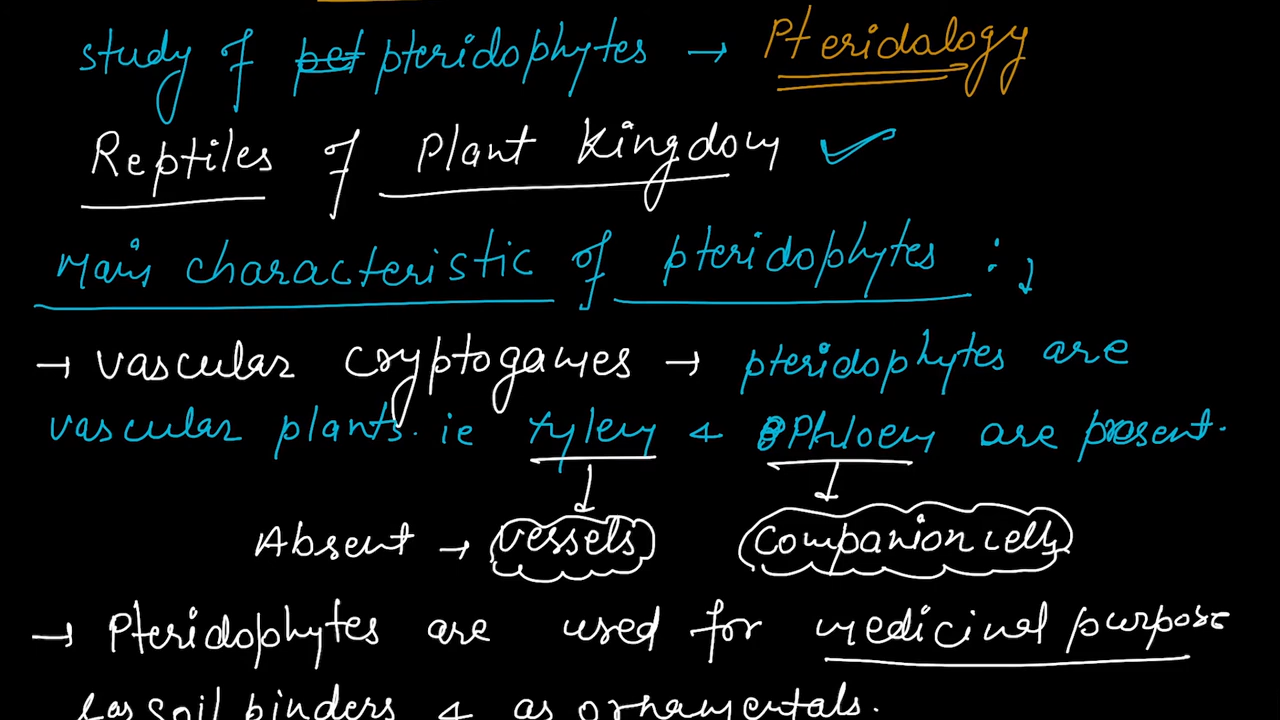 study of pet pteridophytes → Pteridalogy
Reptiles of Plant Kingdom ✓
Main characteristic of pteridophytes :↓
→ vascular cryptogames → pteridophytes are
vascular plants. ie xylem & Phloem are present.
Absent → vessels companion cells
→ Pteridophytes are used for medicinal purpose
& as soil binders & as ornamentals.